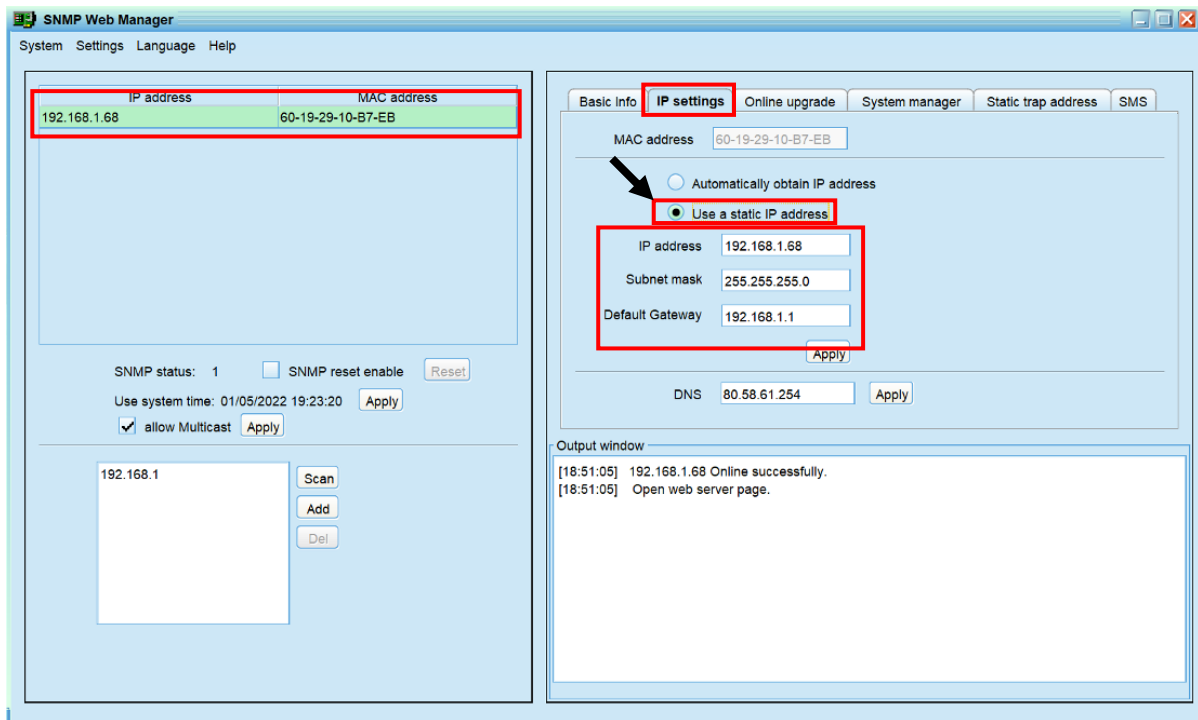 SNMP Web Manager
System Settings Language Help
IP address MAC address
192.168.1.68 60-19-29-10-B7-EB
SNMP status: 1 SNMP reset enable Reset
Use system time: 01/05/2022 19:23:20 Apply
allow Multicast Apply
192.168.1
Scan
Add
Del
Basic Info IP settings Online upgrade System manager Static trap address SMS
MAC address 60-19-29-10-B7-EB
Automatically obtain IP address
Use a static IP address
IP address 192.168.1.68
Subnet mask 255.255.255.0
Default Gateway 192.168.1.1
Apply
DNS 80.58.61.254 Apply
Output window
[18:51:05] 192.168.1.68 Online successfully.
[18:51:05] Open web server page.